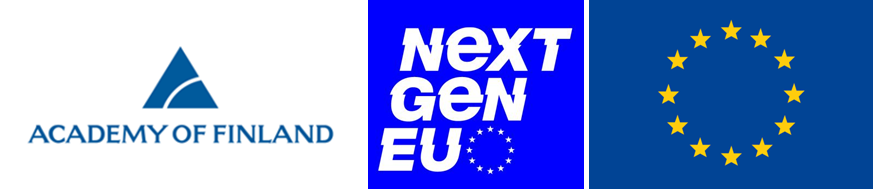 ACADEMY OF FINLAND
NeXT
GeN
EU